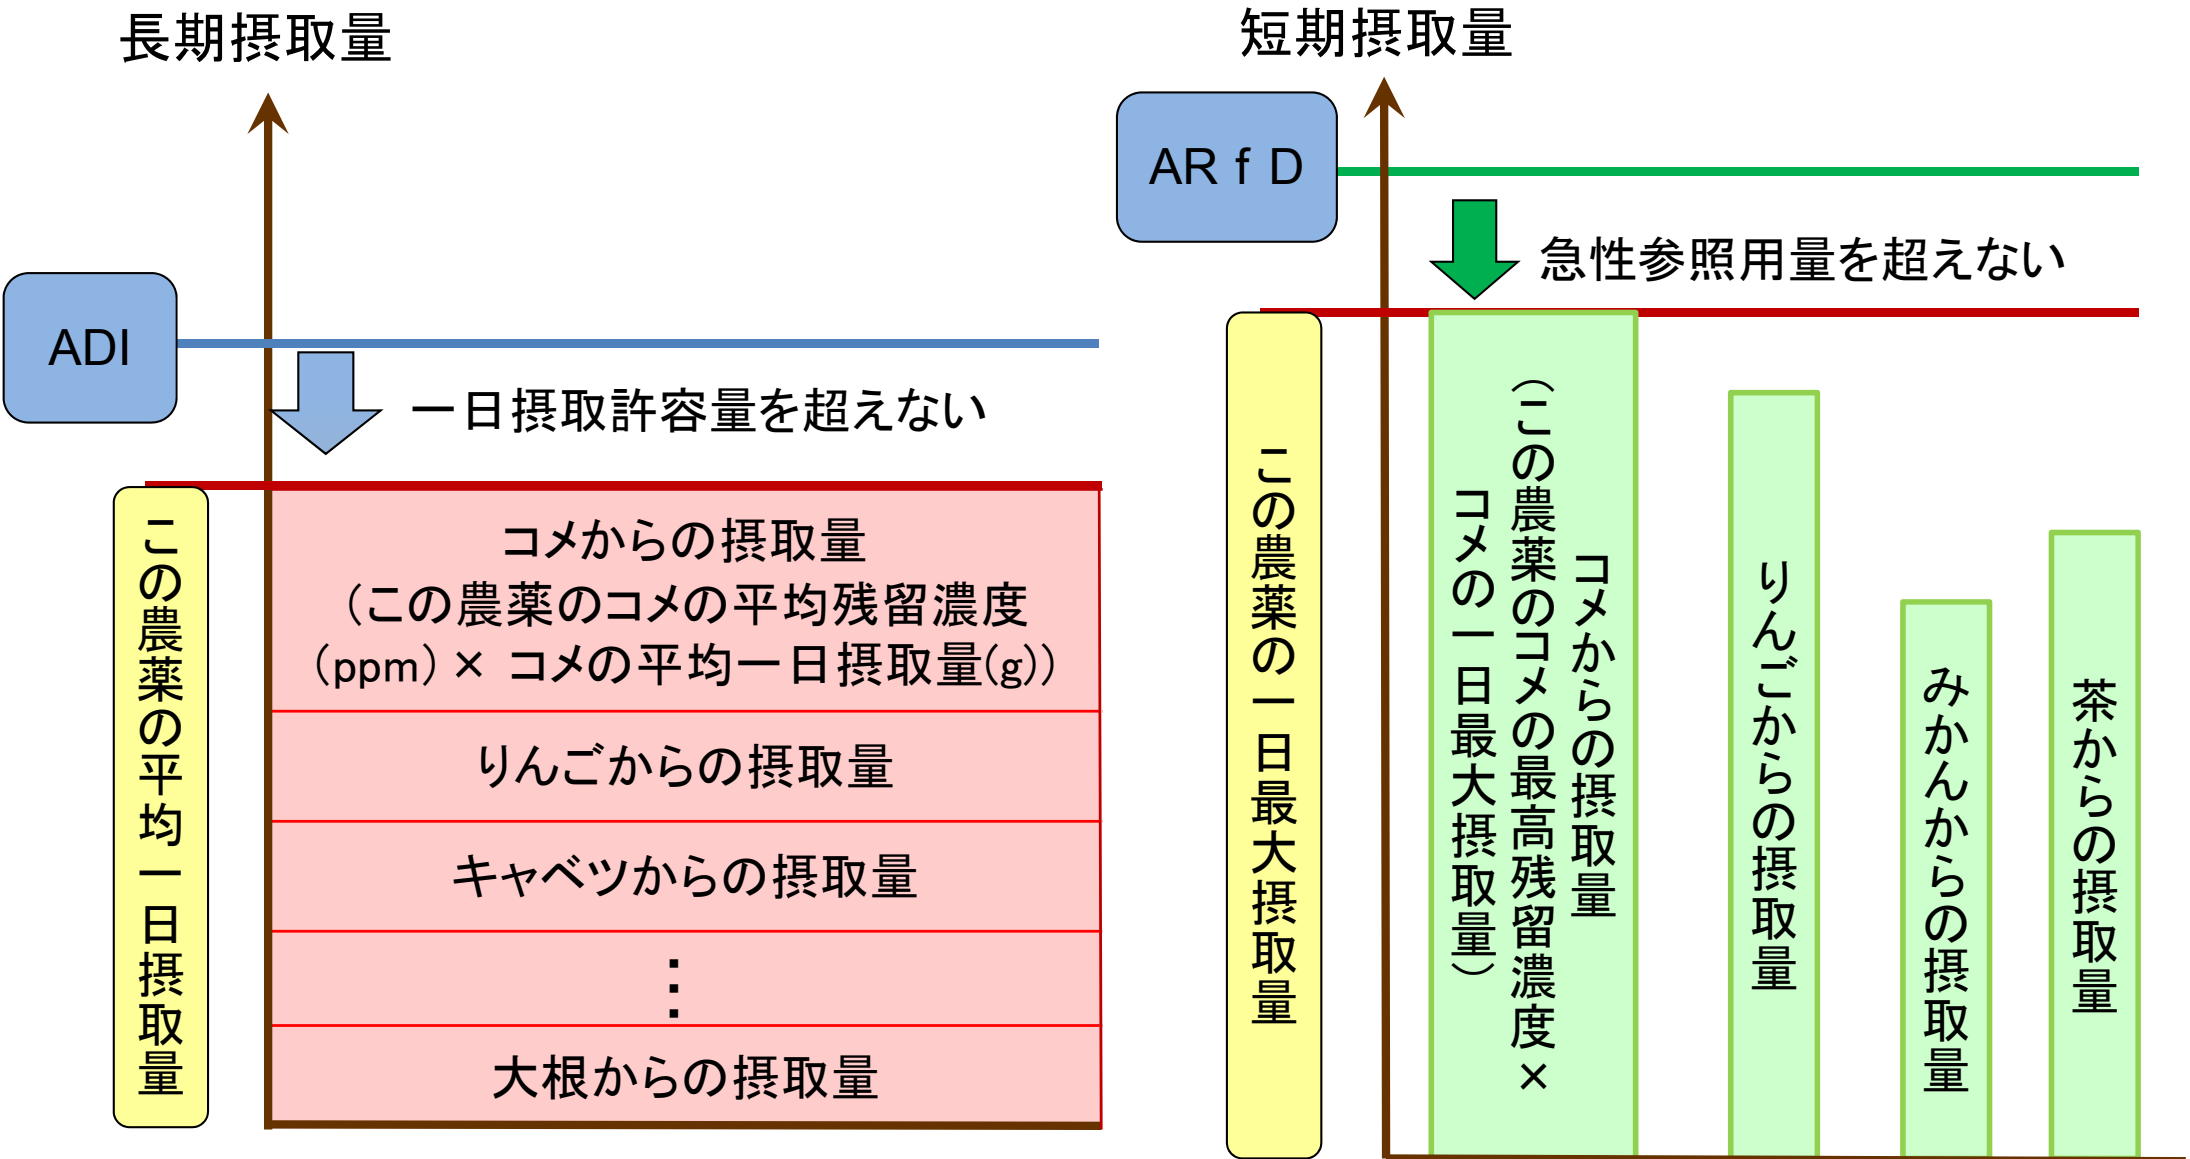 長期摂取量
ADI
一日摂取許容量を超えない
この農薬の平均一日摂取量
コメからの摂取量
（この農薬のコメの平均残留濃度
（ppm）× コメの平均一日摂取量(g)）
りんごからの摂取量
キャベツからの摂取量
⋮
大根からの摂取量
短期摂取量
ARｆD
急性参照用量を超えない
この農薬の一日最大摂取量
コメからの摂取量
（この農薬のコメの最高残留濃度×
コメの一日最大摂取量）
りんごからの摂取量
みかんからの摂取量
茶からの摂取量